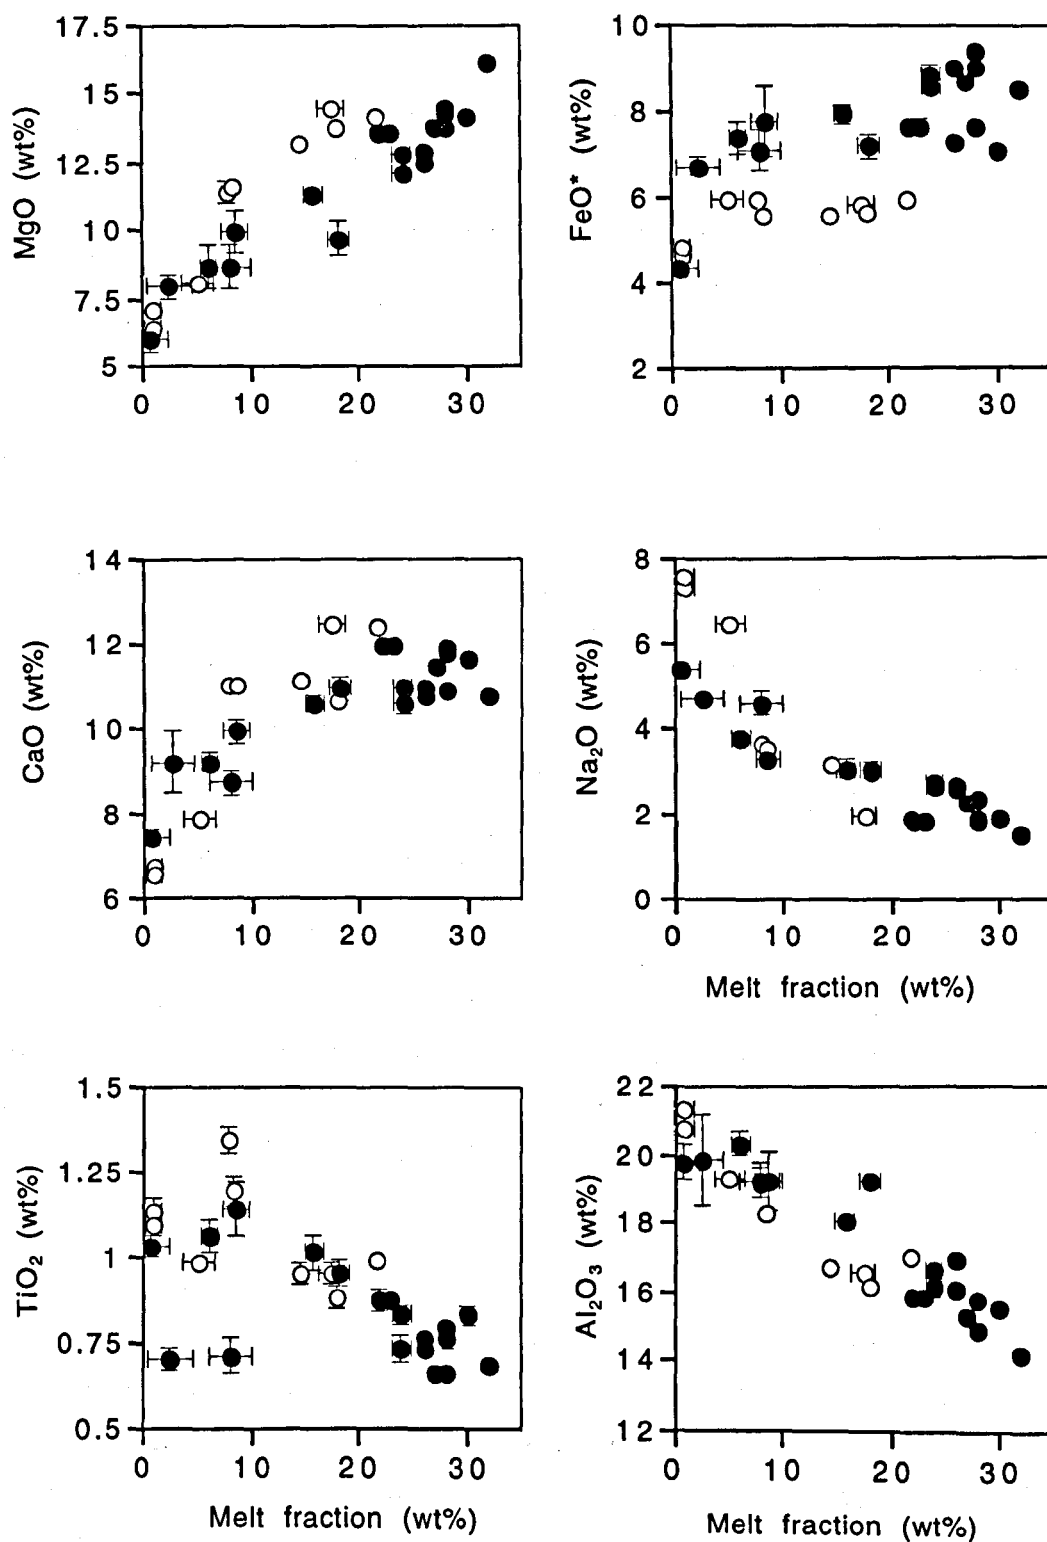 17.5
15
12.5
10
7.5
5
MgO (wt%)
0 10 20 30
10
8
6
4
2
FeO* (wt%)
0 10 20 30
14
12
10
8
6
CaO (wt%)
0 10 20 30
8
6
4
2
0
Na₂O (wt%)
0 10 20 30
Melt fraction (wt%)
1.5
1.25
1
0.75
0.5
TiO₂ (wt%)
0 10 20 30
Melt fraction (wt%)
22
20
18
16
14
12
Al₂O₃ (wt%)
0 10 20 30
Melt fraction (wt%)